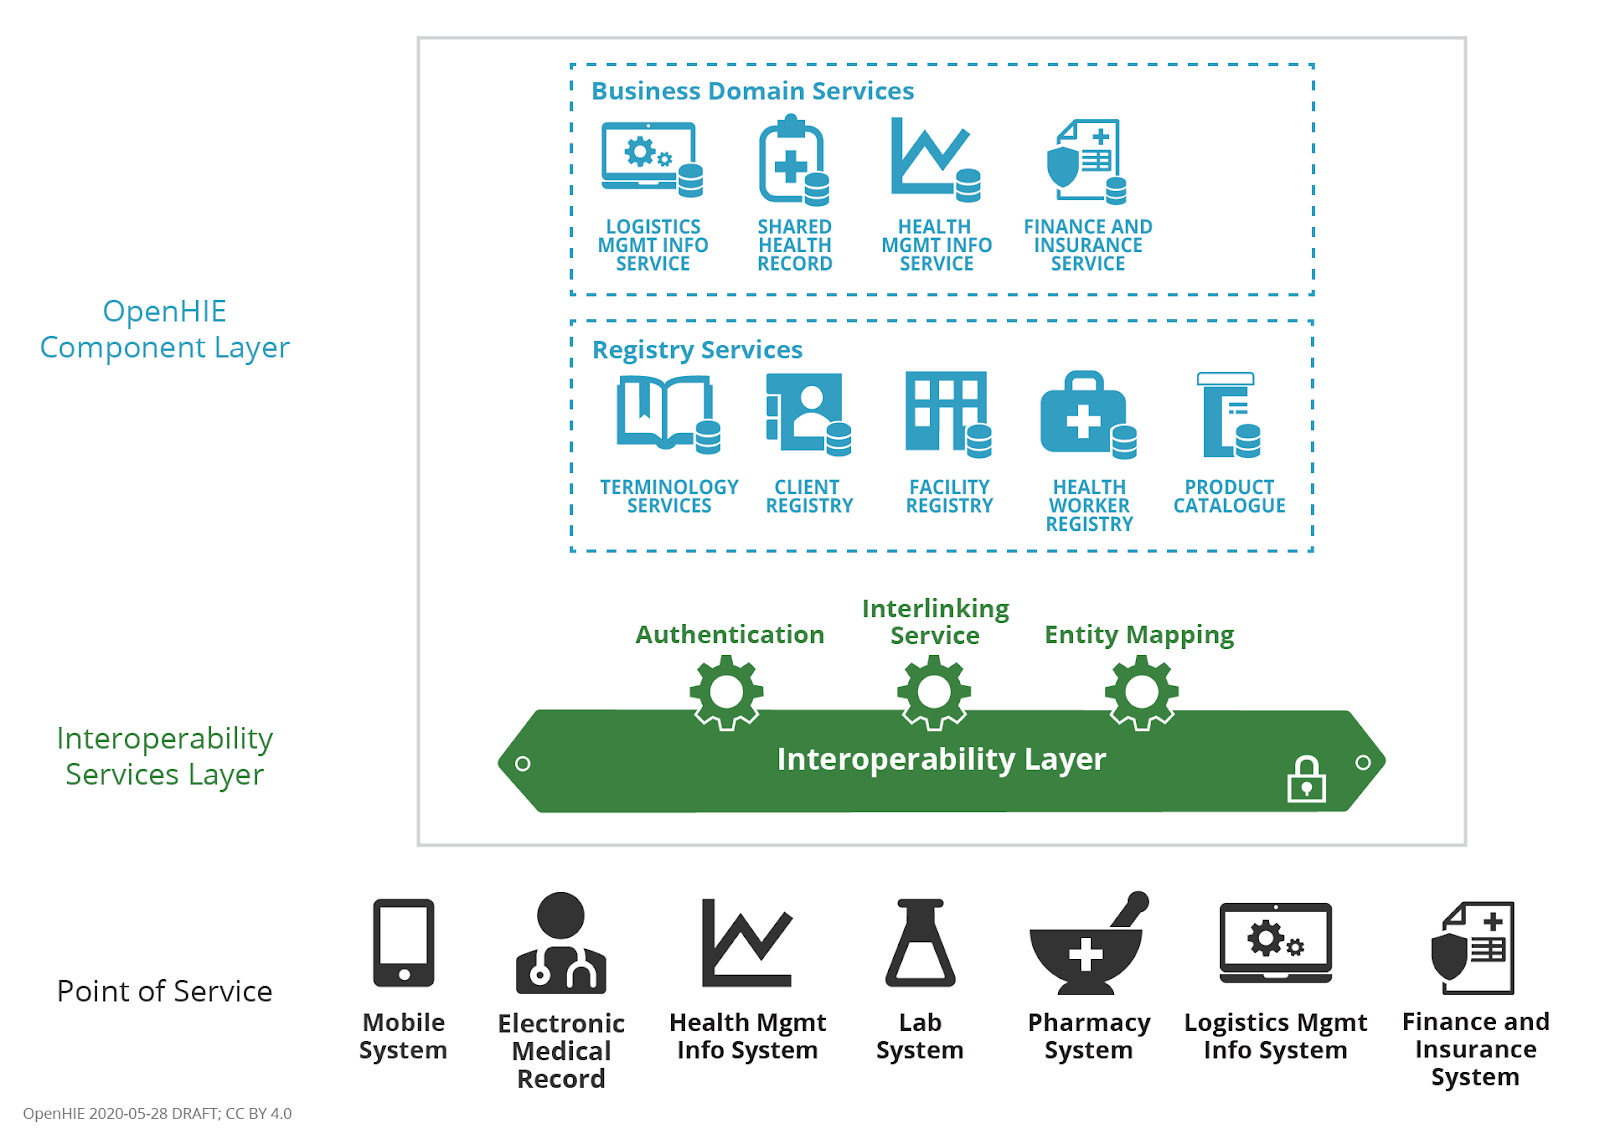 Business Domain Services
LOGISTICS
MGMT INFO
SERVICE
SHARED
HEALTH
RECORD
HEALTH
MGMT INFO
SERVICE
FINANCE AND
INSURANCE
SERVICE
OpenHIE
Component Layer
Registry Services
TERMINOLOGY
SERVICES
CLIENT
REGISTRY
FACILITY
REGISTRY
HEALTH
WORKER
REGISTRY
PRODUCT
CATALOGUE
Authentication
Interlinking
Service
Entity Mapping
Interoperability
Services Layer
Interoperability Layer
Point of Service
Mobile
System
Electronic
Medical
Record
Health Mgmt
Info System
Lab
System
Pharmacy
System
Logistics Mgmt
Info System
Finance and
Insurance
System
OpenHIE 2020-05-28 DRAFT; CC BY 4.0